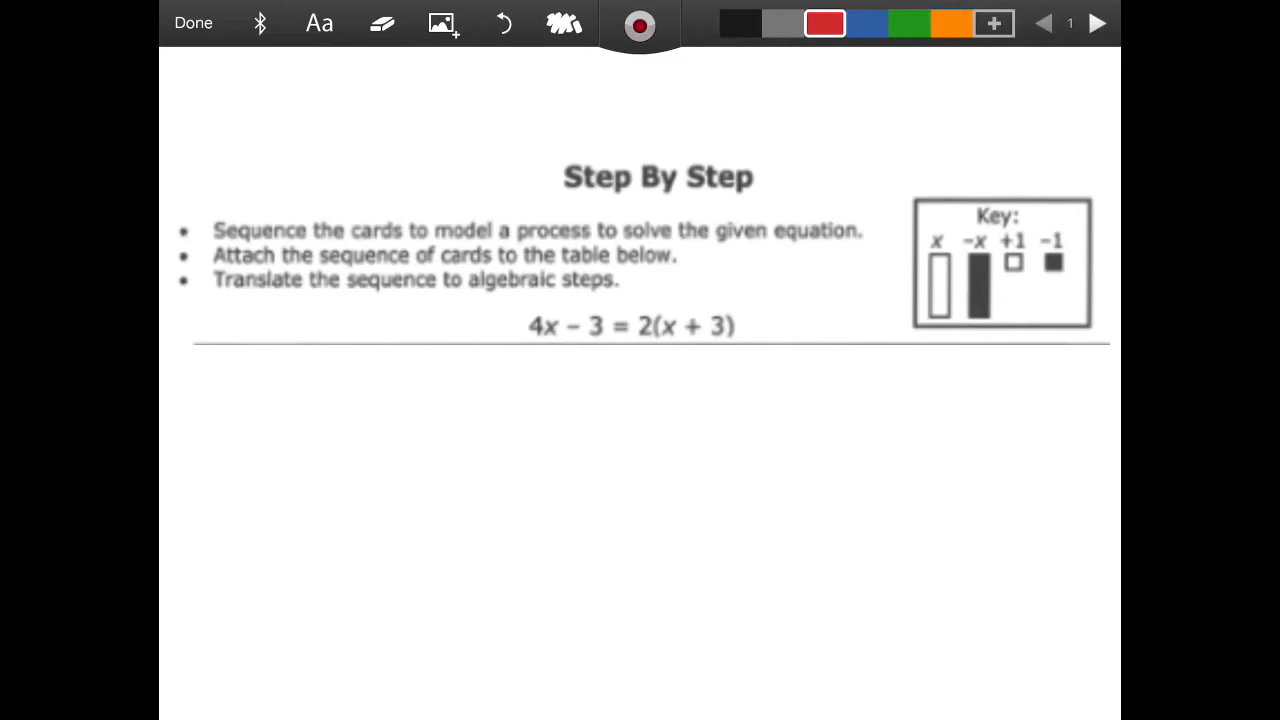 Done
Aa
1
Step By Step
• Sequence the cards to model a process to solve the given equation.
• Attach the sequence of cards to the table below.
• Translate the sequence to algebraic steps.
Key:
x -x +1 -1
4x – 3 = 2(x + 3)